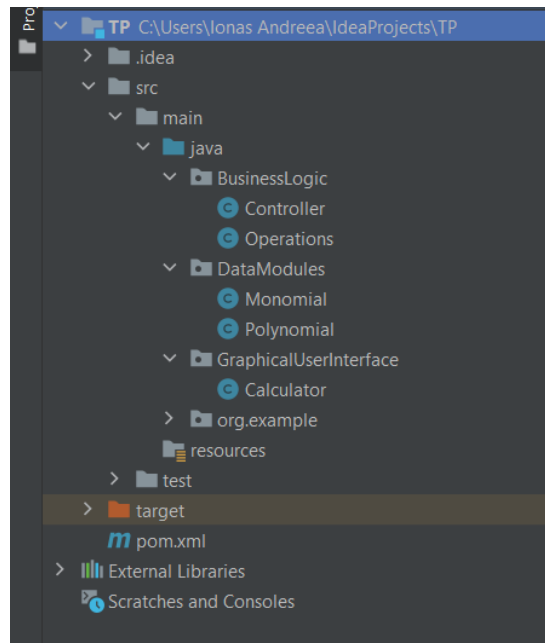 Pro
TP C:\Users\Ionas Andreea\IdeaProjects\TP
.idea
src
main
java
BusinessLogic
C Controller
C Operations
DataModules
C Monomial
C Polynomial
GraphicalUserInterface
C Calculator
org.example
resources
test
target
m pom.xml
External Libraries
Scratches and Consoles